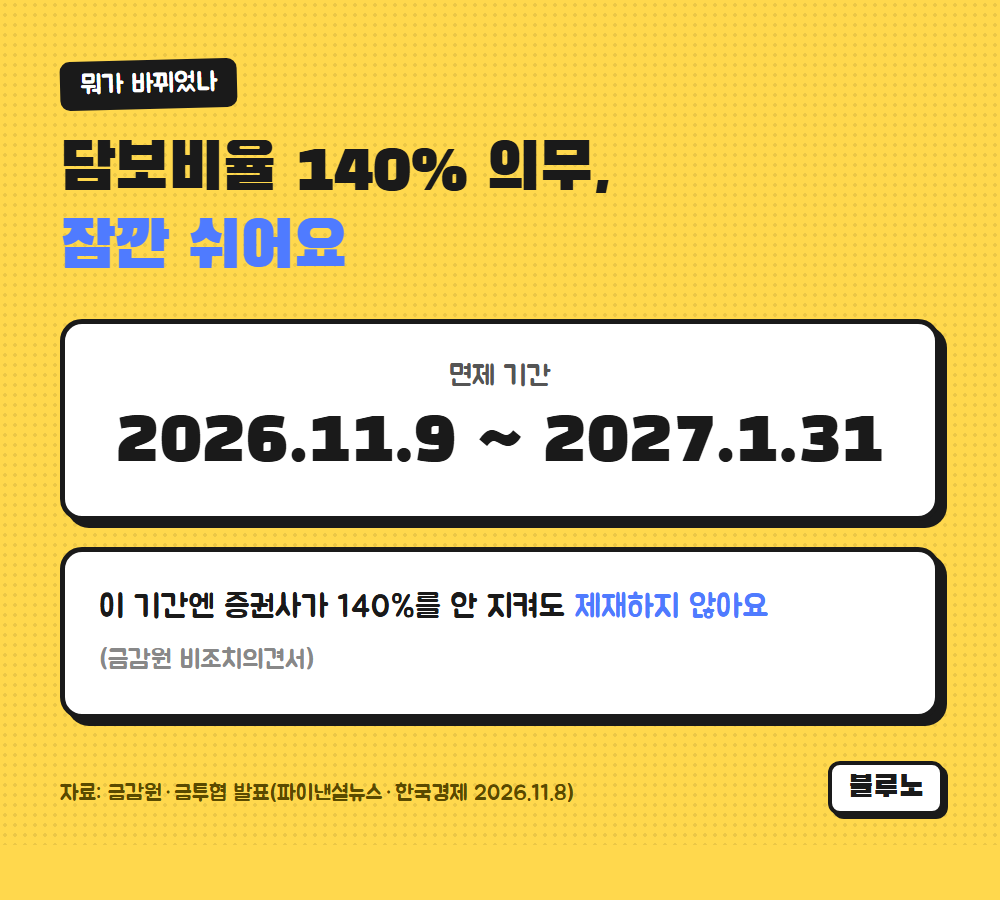 뭐가 바뀌었나
담보비율 140% 의무,
잠깐 쉬어요
면제 기간
2026.11.9 ~ 2027.1.31
이 기간엔 증권사가 140%를 안 지켜도 제재하지 않아요
(금감원 비조치의견서)
자료: 금감원·금투협 발표(파이낸셜뉴스·한국경제 2026.11.8)
블루노